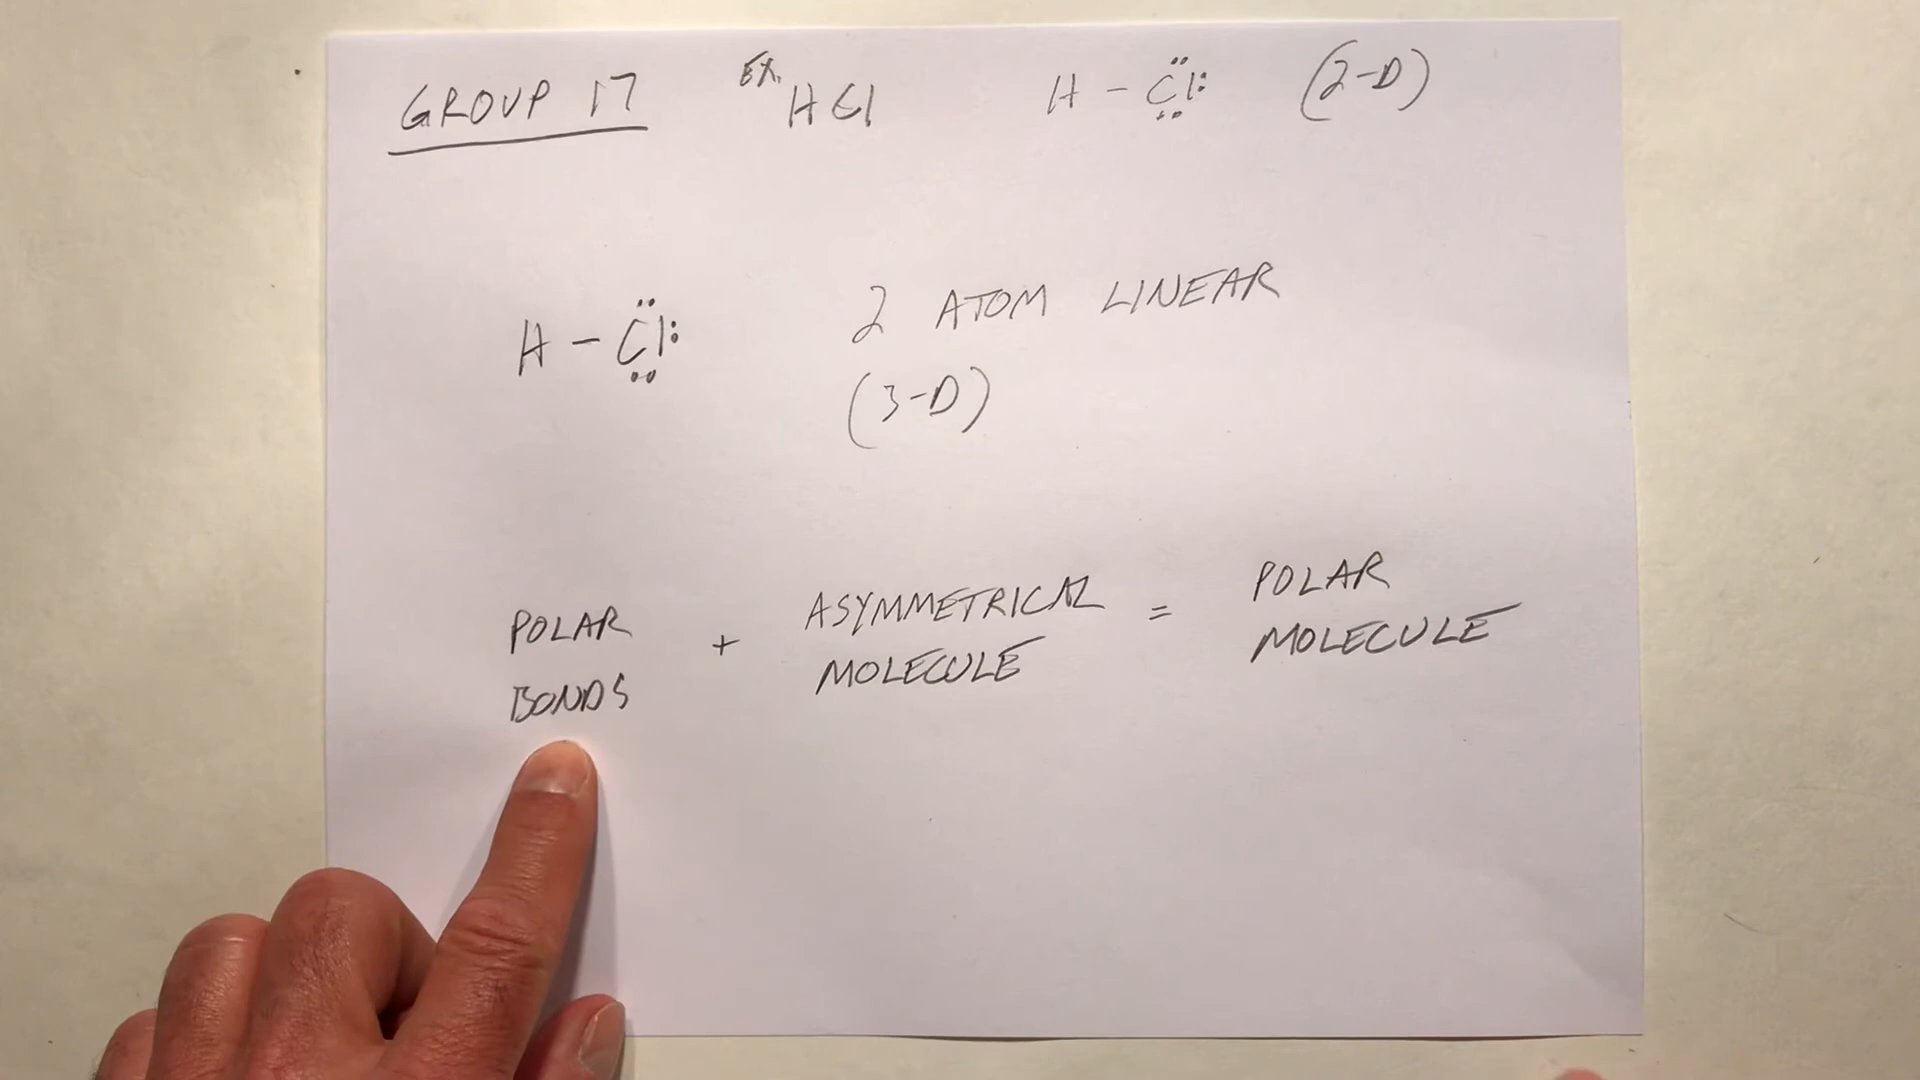 GROUP 17 EX. HCl H - Cl (2-D)
H - Cl 2 ATOM LINEAR
(3-D)
POLAR BONDS + ASYMMETRICAL MOLECULE = POLAR MOLECULE